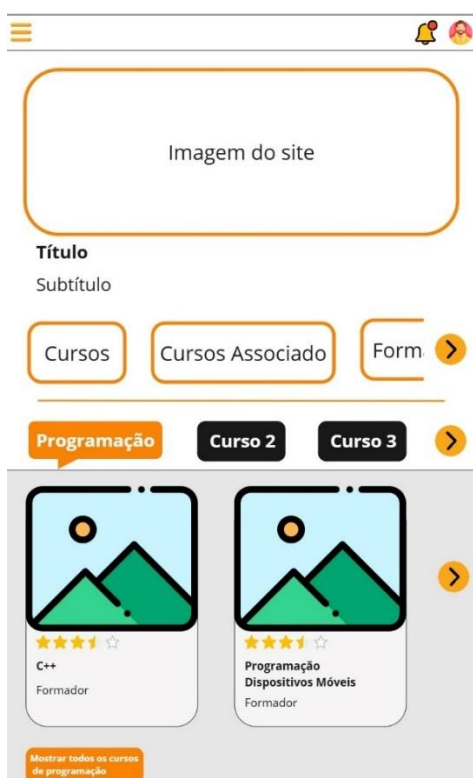 Imagem do site
Título
Subtítulo
Cursos
Cursos Associado
Form
Programação
Curso 2
Curso 3
C++
Formador
Programação
Dispositivos Móveis
Formador
Mostrar todos os cursos
de programação